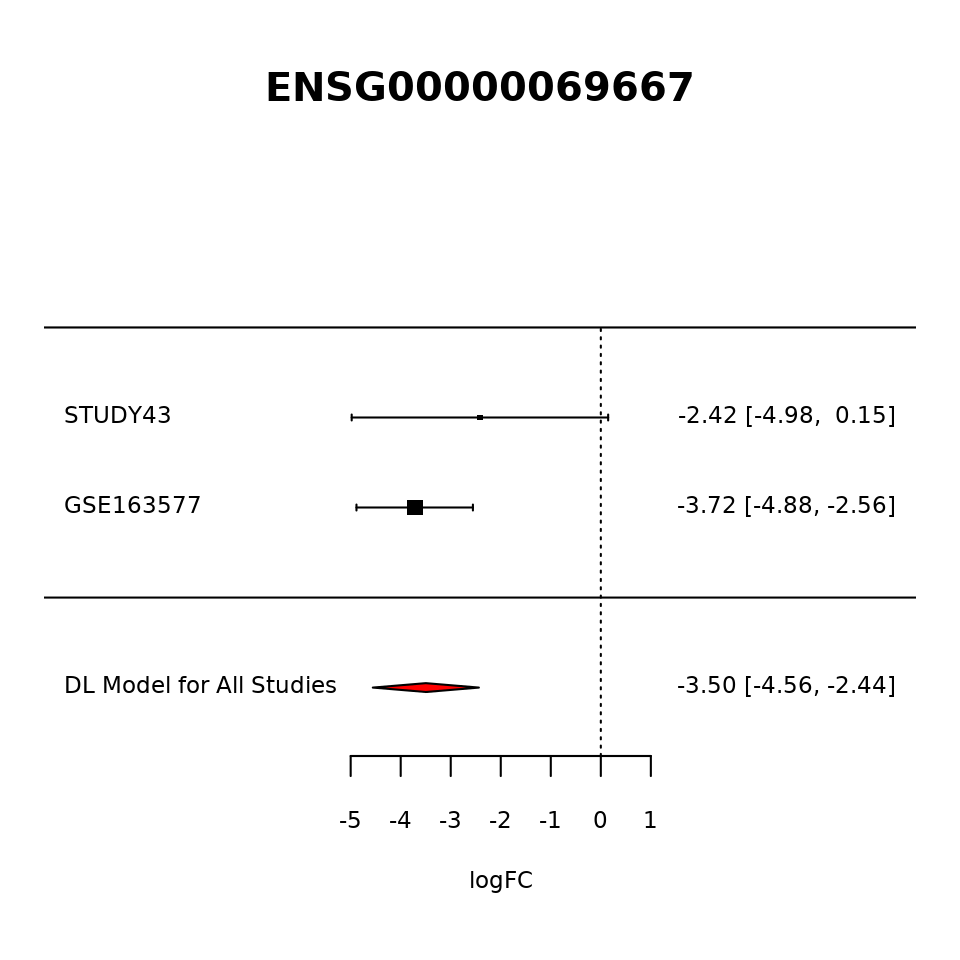 ENSG00000069667
STUDY43 -2.42 [-4.98,  0.15]
GSE163577 -3.72 [-4.88, -2.56]
DL Model for All Studies -3.50 [-4.56, -2.44]
-5 -4 -3 -2 -1 0 1
logFC